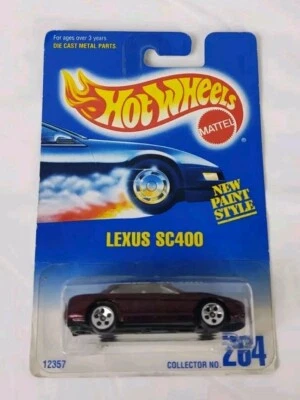 For ages over 3 years
DIE CAST METAL PARTS
Hot Wheels
MATTEL
NEW
PAINT
STYLE
LEXUS SC400
12357
COLLECTOR NO. 264